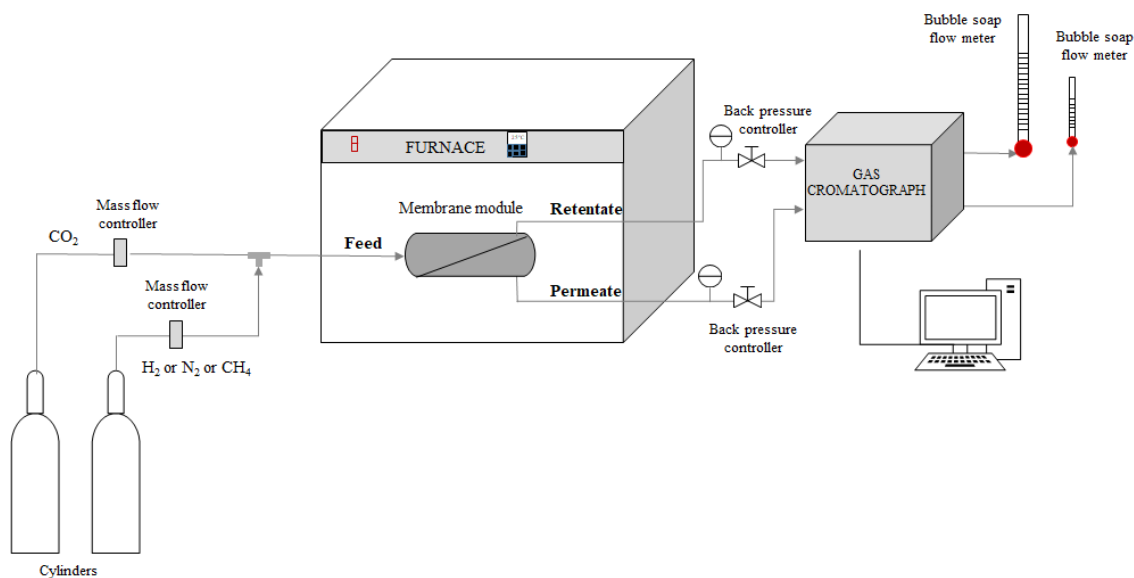 Bubble soap
flow meter
Bubble soap
flow meter
Back pressure
controller
FURNACE
GAS
CROMATOGRAPH
Membrane module
Retentate
Mass flow
controller
CO2
Feed
Mass flow
controller
Permeate
Back pressure
controller
H2 or N2 or CH4
Cylinders